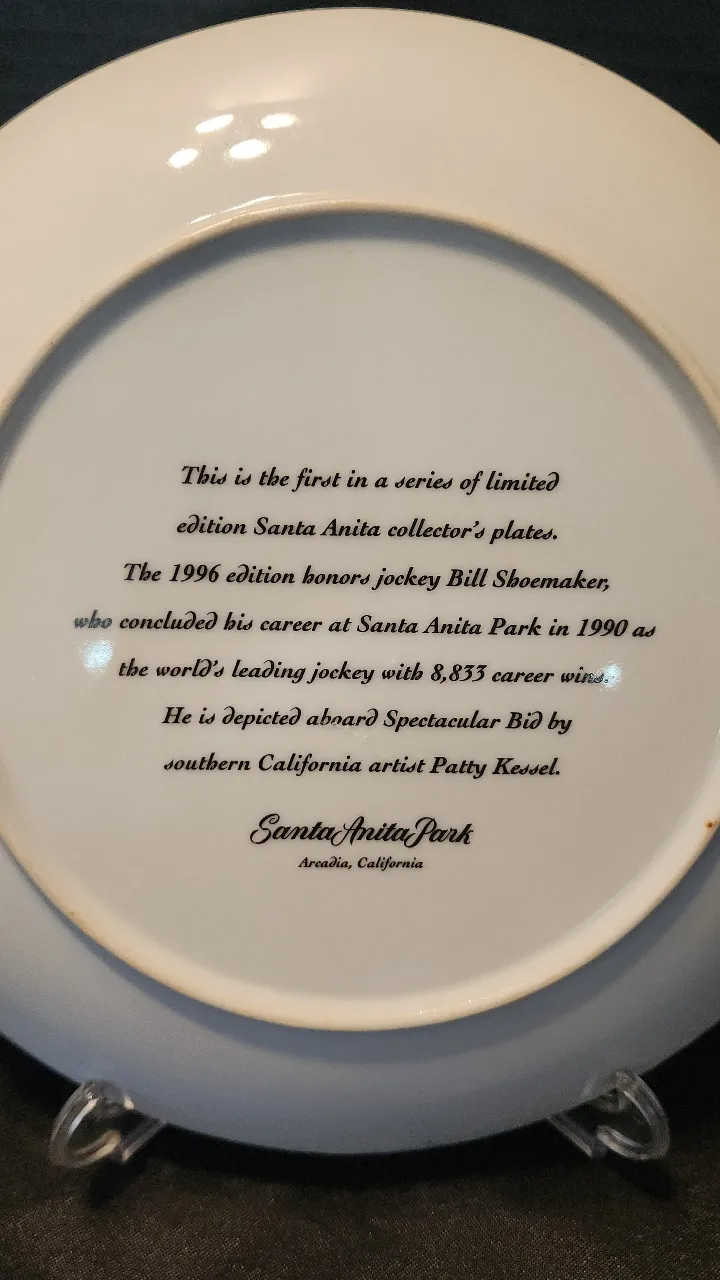 This is the first in a series of limited
edition Santa Anita collector's plates.
The 1996 edition honors jockey Bill Shoemaker,
who concluded his career at Santa Anita Park in 1990 as
the world's leading jockey with 8,833 career wins.
He is depicted aboard Spectacular Bid by
southern California artist Patty Kessel.
Santa Anita Park
Arcadia, California